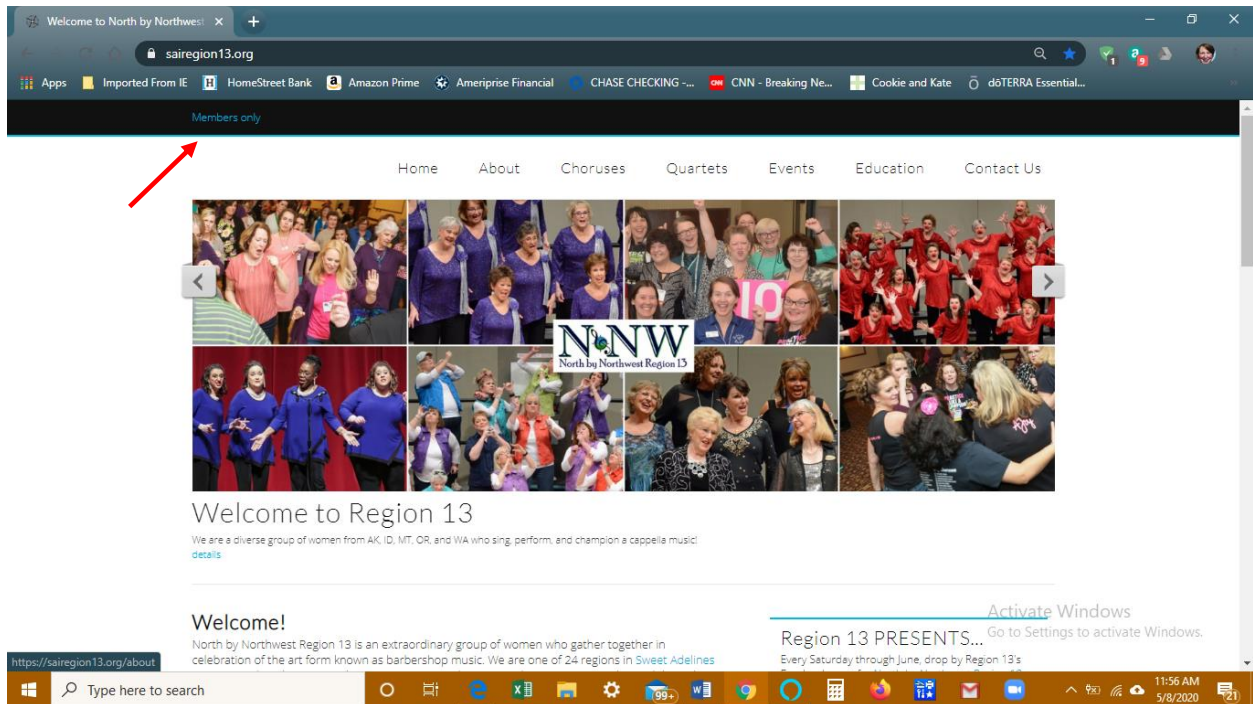 Welcome to North by Northwest
sairegion13.org
Apps Imported From IE HomeStreet Bank Amazon Prime Ameriprise Financial CHASE CHECKING -... CNN - Breaking Ne... Cookie and Kate dōTERRA Essential...
Members only
Home About Choruses Quartets Events Education Contact Us
NNW
North by Northwest Region 13
Welcome to Region 13
We are a diverse group of women from AK, ID, MT, OR, and WA who sing, perform, and champion a cappella music!
details
Welcome!
North by Northwest Region 13 is an extraordinary group of women who gather together in
celebration of the art form known as barbershop music. We are one of 24 regions in Sweet Adelines
Region 13 PRESENTS...
Every Saturday through June, drop by Region 13's
Activate Windows
Go to Settings to activate Windows.
https://sairegion13.org/about
Type here to search
99+
11:56 AM
5/8/2020
21